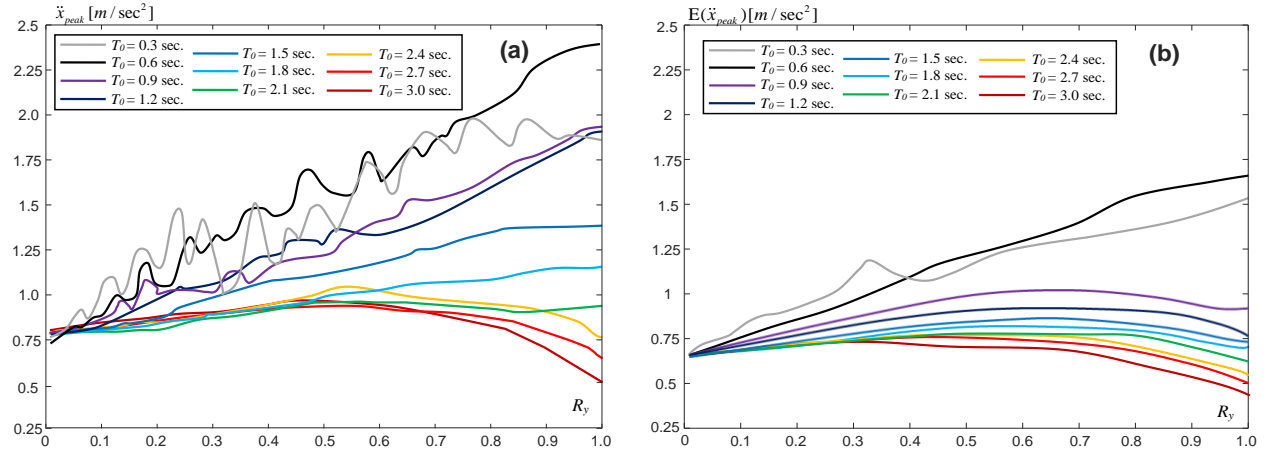 ẍpeak [m / sec²]
2.5
2.25
2.0
1.75
1.5
1.25
1.0
0.75
0.5
0.25
(a)
T0 = 0.3 sec.
T0 = 0.6 sec.
T0 = 0.9 sec.
T0 = 1.2 sec.
T0 = 1.5 sec.
T0 = 1.8 sec.
T0 = 2.1 sec.
T0 = 2.4 sec.
T0 = 2.7 sec.
T0 = 3.0 sec.
Ry
0 0.1 0.2 0.3 0.4 0.5 0.6 0.7 0.8 0.9 1.0
E(ẍpeak) [m / sec²]
2.5
2.25
2.0
1.75
1.5
1.25
1.0
0.75
0.5
0.25
(b)
T0 = 0.3 sec.
T0 = 0.6 sec.
T0 = 0.9 sec.
T0 = 1.2 sec.
T0 = 1.5 sec.
T0 = 1.8 sec.
T0 = 2.1 sec.
T0 = 2.4 sec.
T0 = 2.7 sec.
T0 = 3.0 sec.
Ry
0 0.1 0.2 0.3 0.4 0.5 0.6 0.7 0.8 0.9 1.0